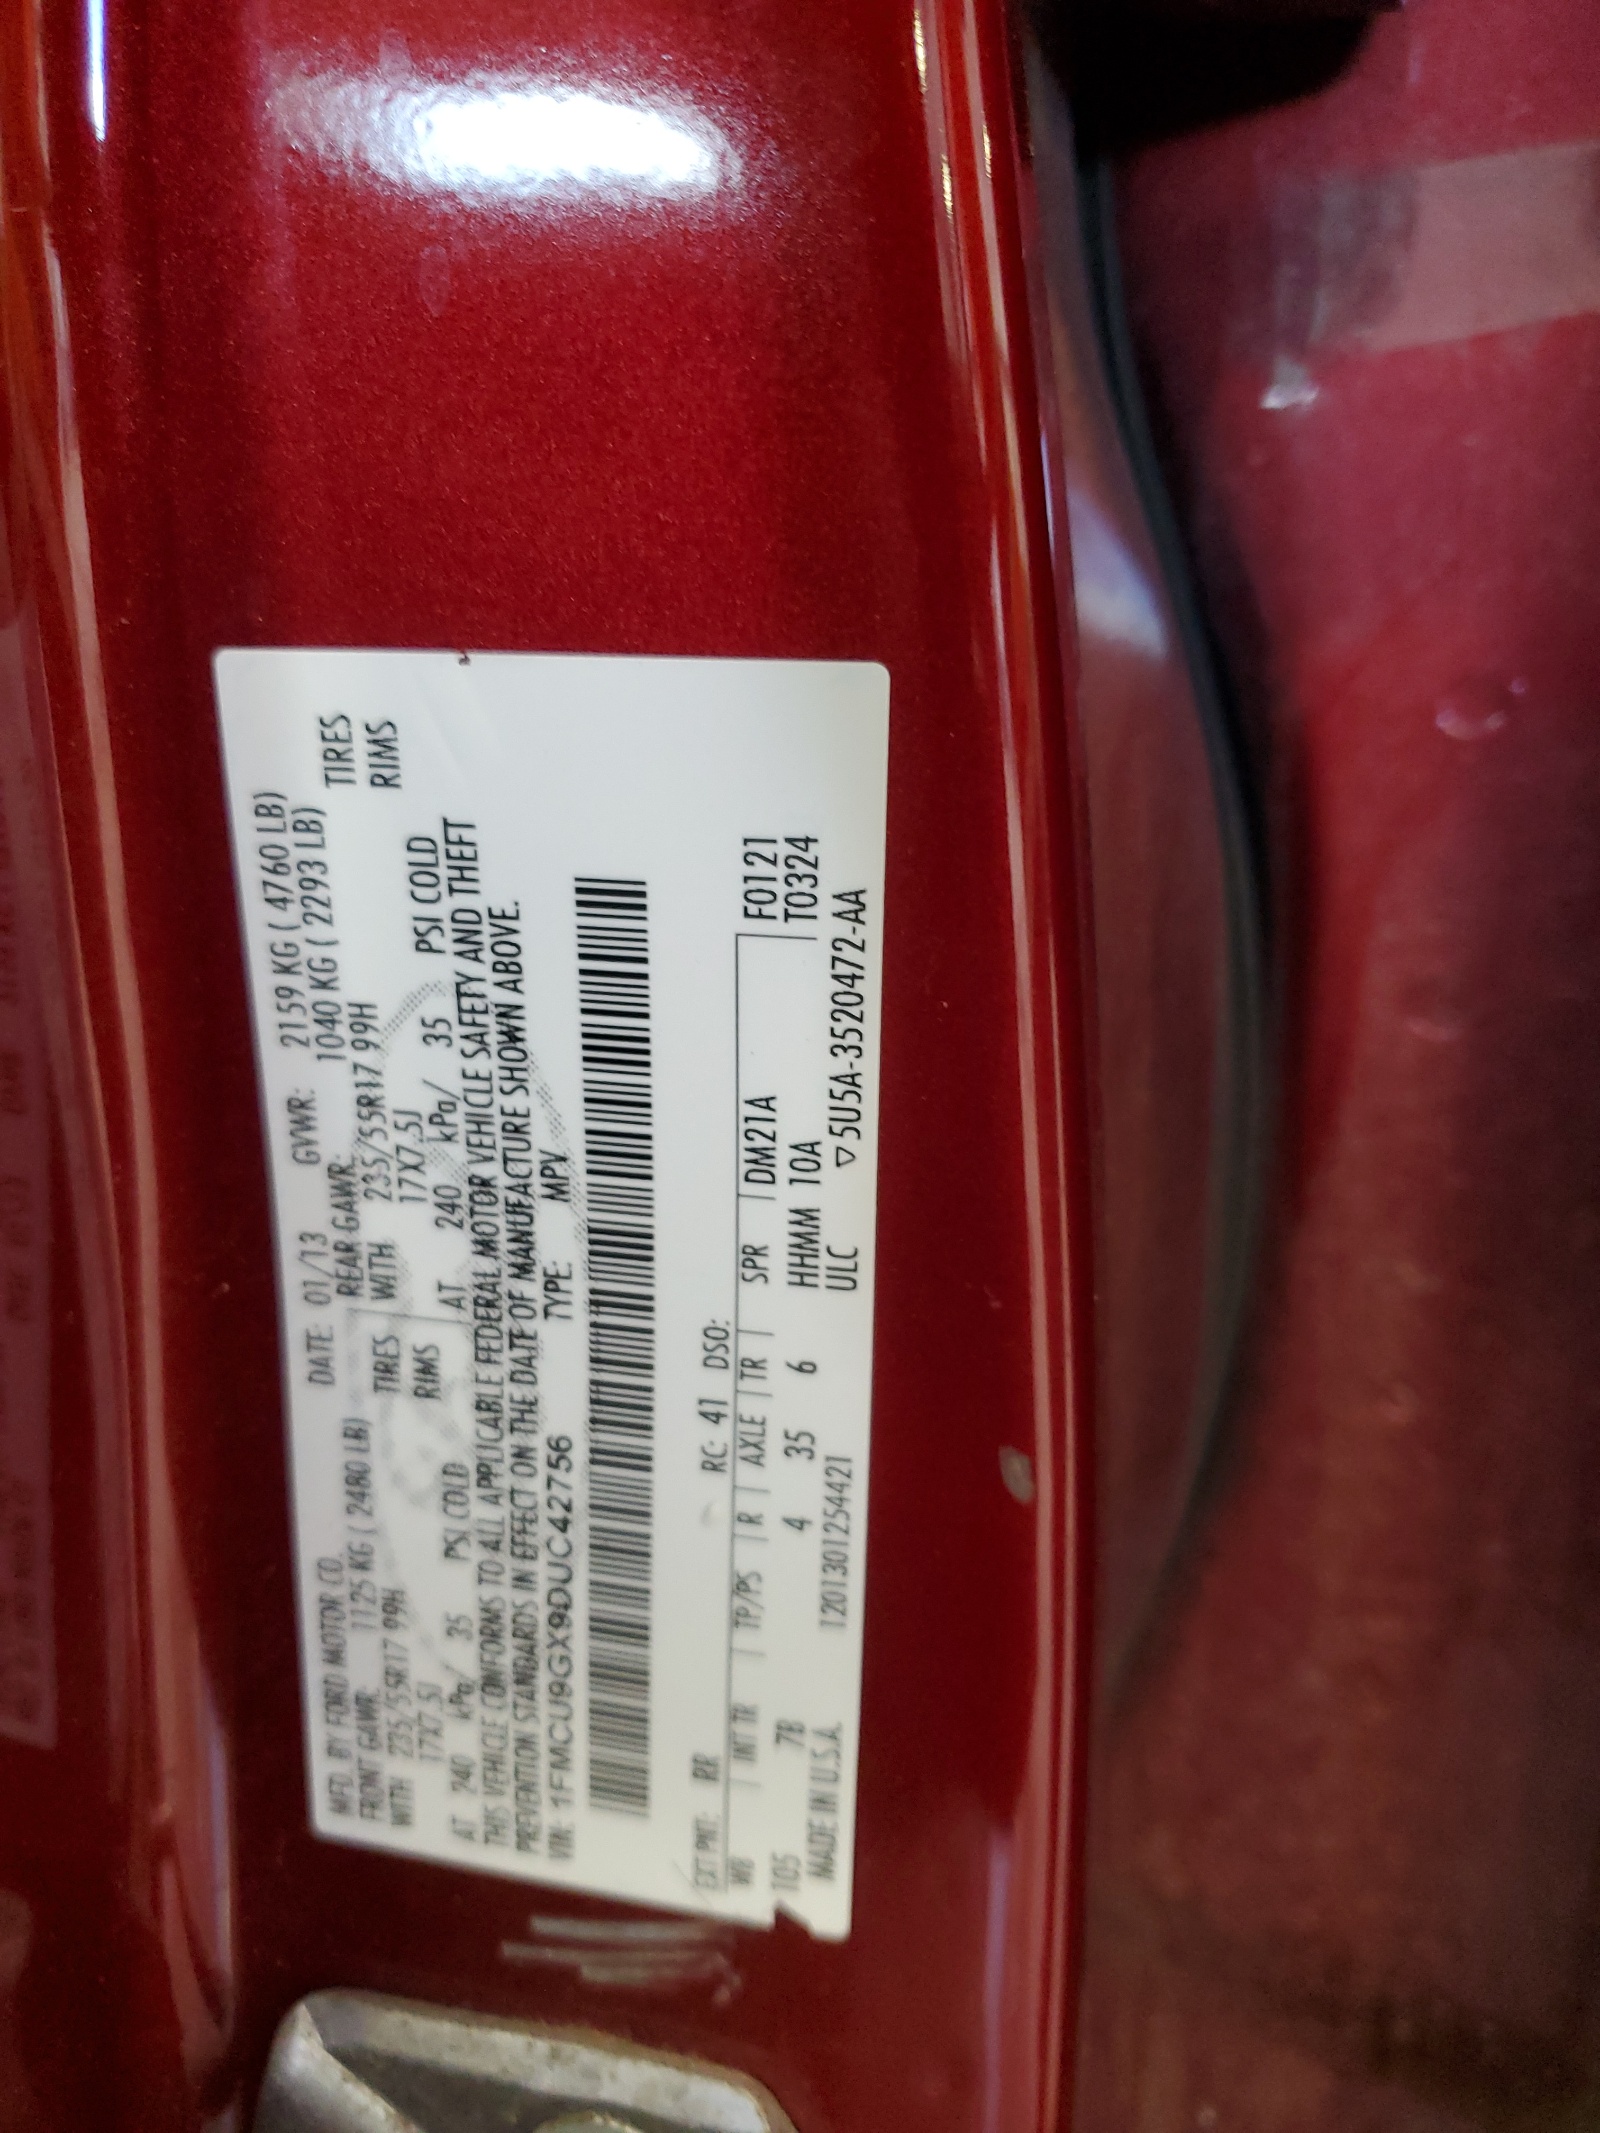 MFD. BY FORD MOTOR CO. DATE: 01/13 GVWR: 2159 KG ( 4760 LB)
FRONT GAWR: 1125 KG ( 2480 LB) REAR GAWR: 1040 KG ( 2293 LB)
WITH 235/55R17 99H TIRES WITH 235/55R17 99H TIRES
17X7.5J RIMS 17X7.5J RIMS
AT 240 kPa/ 35 PSI COLD AT 240 kPa/ 35 PSI COLD
THIS VEHICLE CONFORMS TO ALL APPLICABLE FEDERAL MOTOR VEHICLE SAFETY AND THEFT
PREVENTION STANDARDS IN EFFECT ON THE DATE OF MANUFACTURE SHOWN ABOVE.
VIN: 1FMCU9GX9DUC42756 TYPE: MPV
EXT PNT: RR RC: 41 DSO:
WB INT TR TP/PS R AXLE TR SPR DM21A F0121
105 7B 4 35 6 HHMM 10A T0324
MADE IN U.S.A. 1201301254421 ULC ▽5U5A-3520472-AA